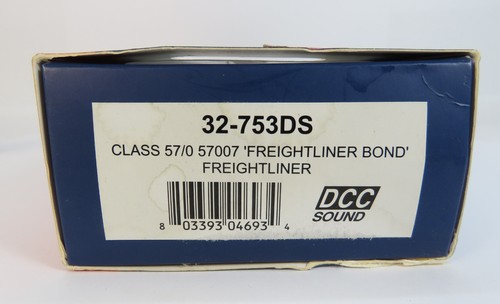 32-753DS
CLASS 57/0 57007 'FREIGHTLINER BOND'
FREIGHTLINER
DCC
SOUND
8 03393 04693 4